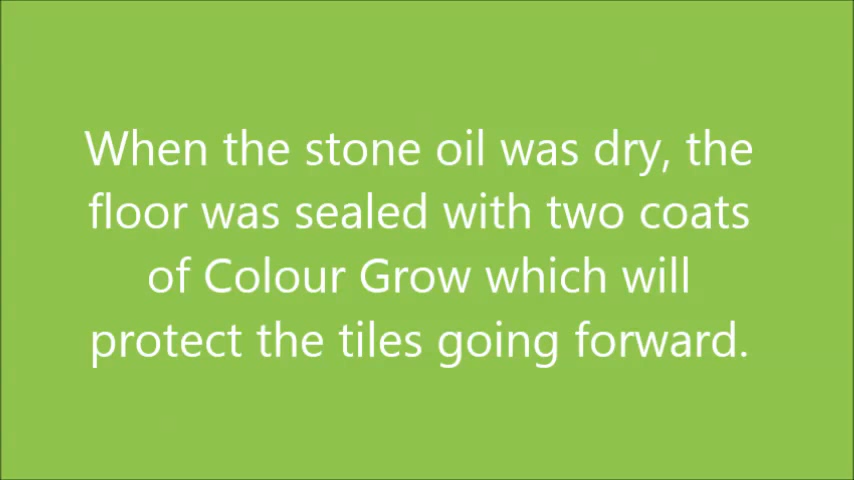 When the stone oil was dry, the
floor was sealed with two coats
of Colour Grow which will
protect the tiles going forward.